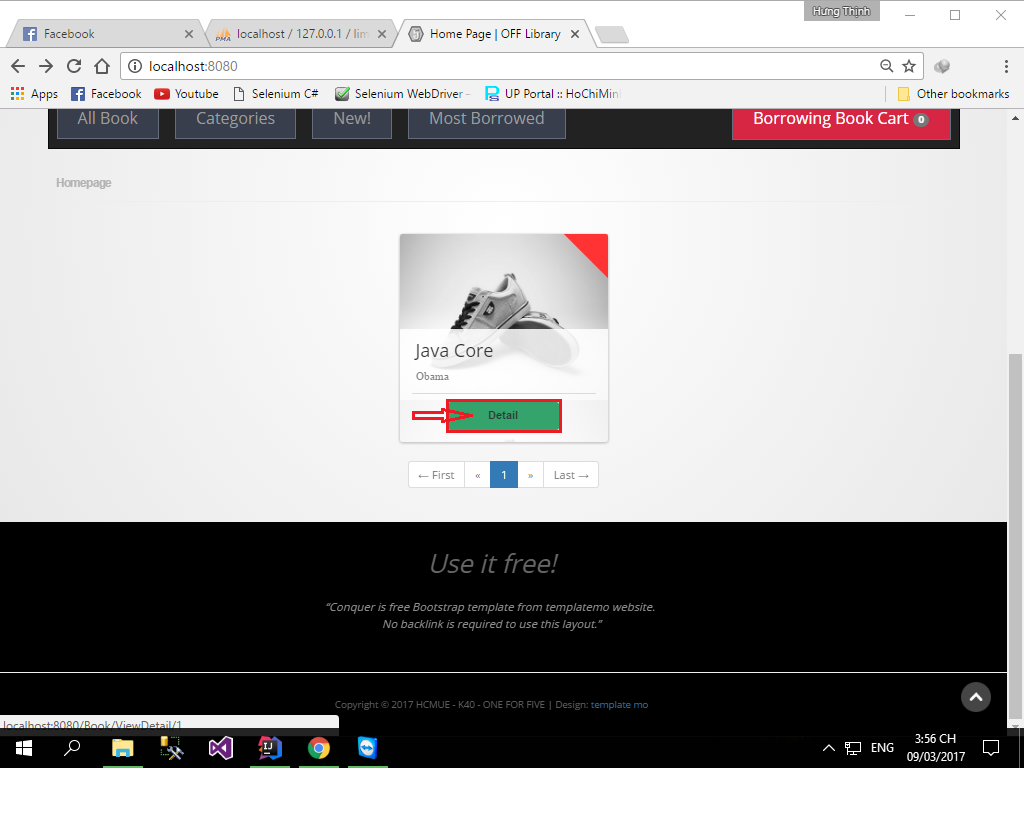 Hưng Thịnh
Facebook
localhost / 127.0.0.1 / lim
Home Page | OFF Library
localhost:8080
Apps
Facebook
Youtube
Selenium C#
Selenium WebDriver -
UP Portal :: HoChiMin
Other bookmarks
All Book
Categories
New!
Most Borrowed
Borrowing Book Cart 0
Homepage
Java Core
Obama
Detail
← First « 1 » Last →
Use it free!
“Conquer is free Bootstrap template from templatemo website.
No backlink is required to use this layout.”
Copyright © 2017 HCMUE - K40 - ONE FOR FIVE | Design: template mo
localhost:8080/Book/ViewDetail/1
ENG
3:56 CH
09/03/2017